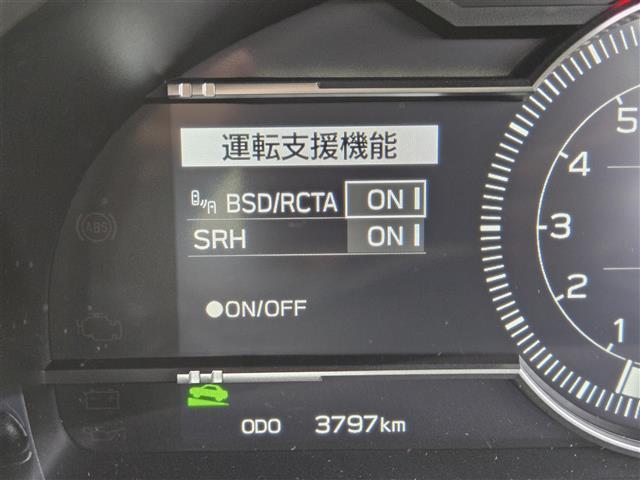 運転支援機能
BSD/RCTA ON
SRH ON
●ON/OFF
ODO 3797km
ABS
5
4
3
2
1